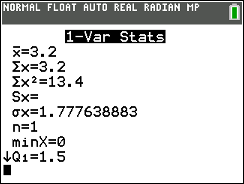 NORMAL FLOAT AUTO REAL RADIAN MP
1-Var Stats
x̄=3.2
Σx=3.2
Σx²=13.4
Sx=
σx=1.777638883
n=1
minX=0
↓Q₁=1.5